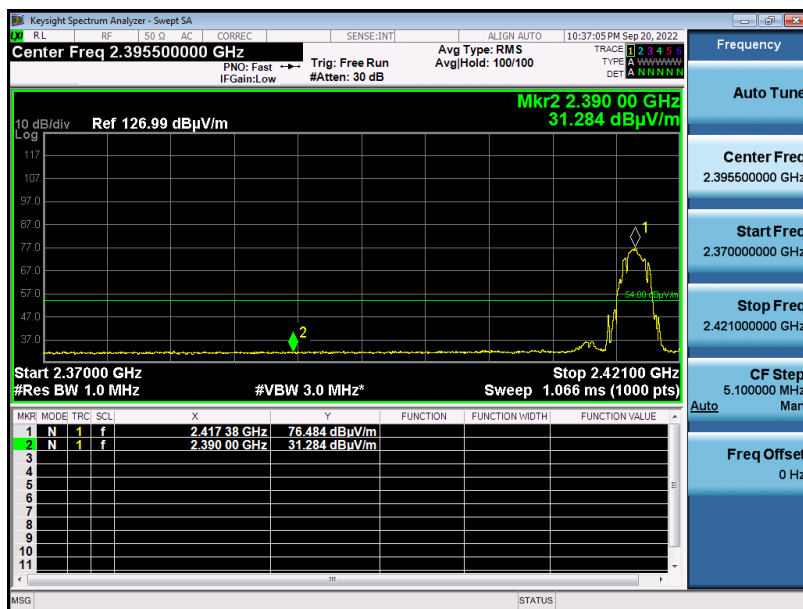 Keysight Spectrum Analyzer - Swept SA
LXI RL RF 50 Ω AC CORREC SENSE:INT ALIGN AUTO 10:37:05 PM Sep 20, 2022
Center Freq 2.395500000 GHz
PNO: Fast
IFGain:Low
Trig: Free Run
#Atten: 30 dB
Avg Type: RMS
Avg|Hold: 100/100
TRACE 1 2 3 4 5 6
TYPE A W W W W W
DET A N N N N N
Mkr2 2.390 00 GHz
31.284 dBµV/m
10 dB/div Ref 126.99 dBµV/m
Log
117
107
97.0
87.0
77.0
67.0
57.0
47.0
37.0
1
54.00 dBµV/m
2
Start 2.37000 GHz Stop 2.42100 GHz
#Res BW 1.0 MHz #VBW 3.0 MHz* Sweep 1.066 ms (1000 pts)
MKR MODE TRC SCL X Y FUNCTION FUNCTION WIDTH FUNCTION VALUE
1 N 1 f 2.417 38 GHz 76.484 dBµV/m
2 N 1 f 2.390 00 GHz 31.284 dBµV/m
3
4
5
6
7
8
9
10
11
MSG STATUS
Frequency
Auto Tune
Center Freq
2.395500000 GHz
Start Freq
2.370000000 GHz
Stop Freq
2.421000000 GHz
CF Step
5.100000 MHz
Auto Man
Freq Offset
0 Hz